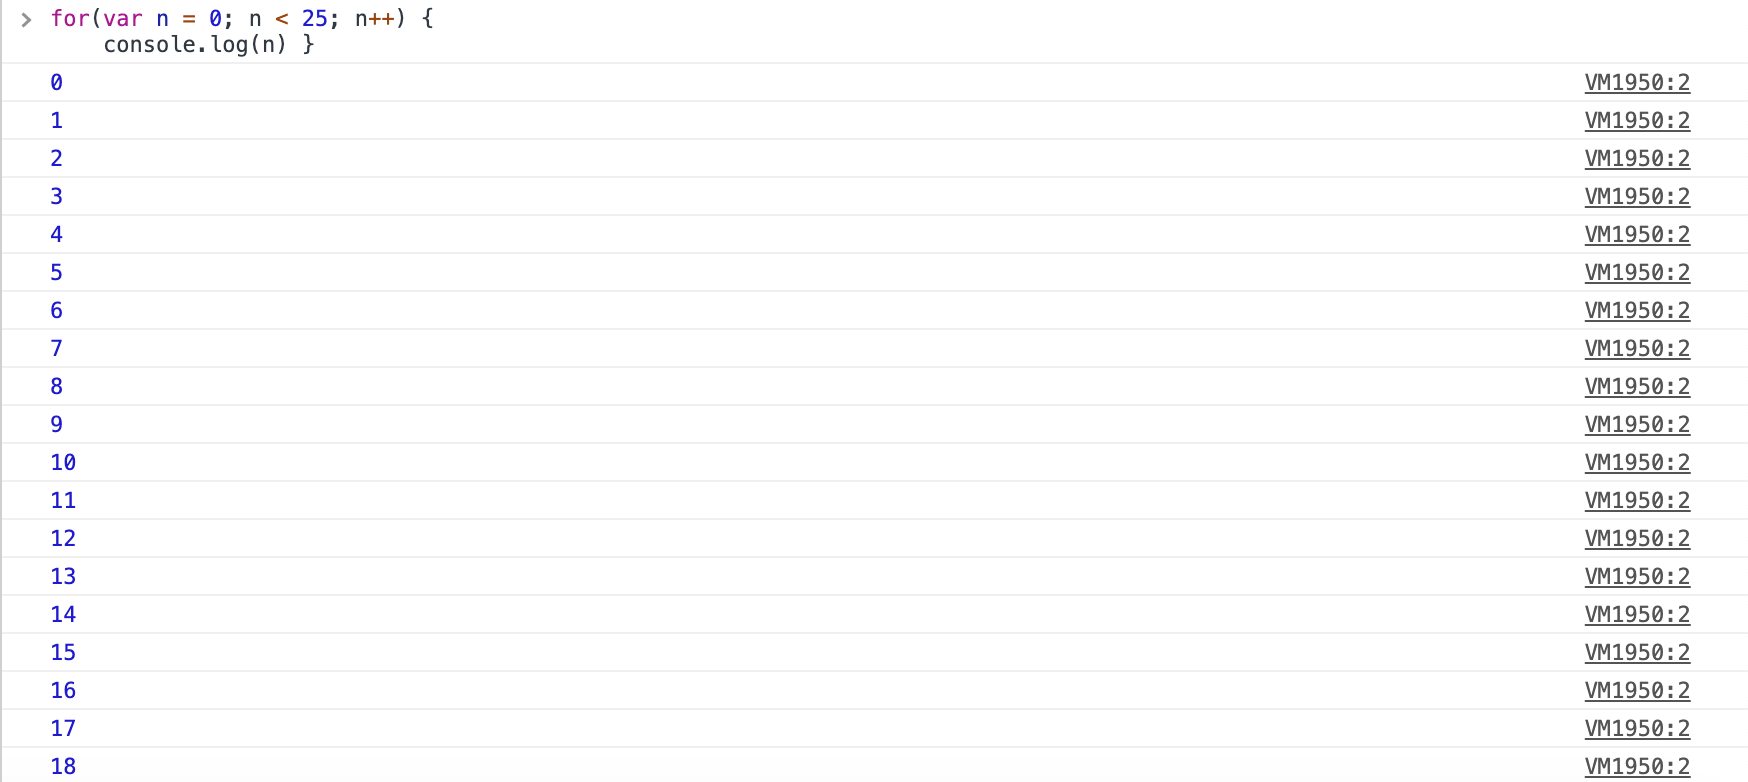 for(var n = 0; n < 25; n++) {
    console.log(n) }
0 VM1950:2
1 VM1950:2
2 VM1950:2
3 VM1950:2
4 VM1950:2
5 VM1950:2
6 VM1950:2
7 VM1950:2
8 VM1950:2
9 VM1950:2
10 VM1950:2
11 VM1950:2
12 VM1950:2
13 VM1950:2
14 VM1950:2
15 VM1950:2
16 VM1950:2
17 VM1950:2
18 VM1950:2